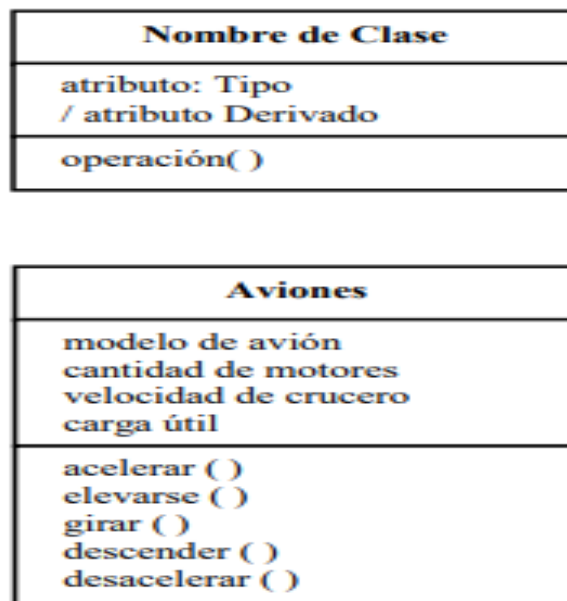 Nombre de Clase
atributo: Tipo
/ atributo Derivado
operación( )
Aviones
modelo de avión
cantidad de motores
velocidad de crucero
carga útil
acelerar ( )
elevarse ( )
girar ( )
descender ( )
desacelerar ( )